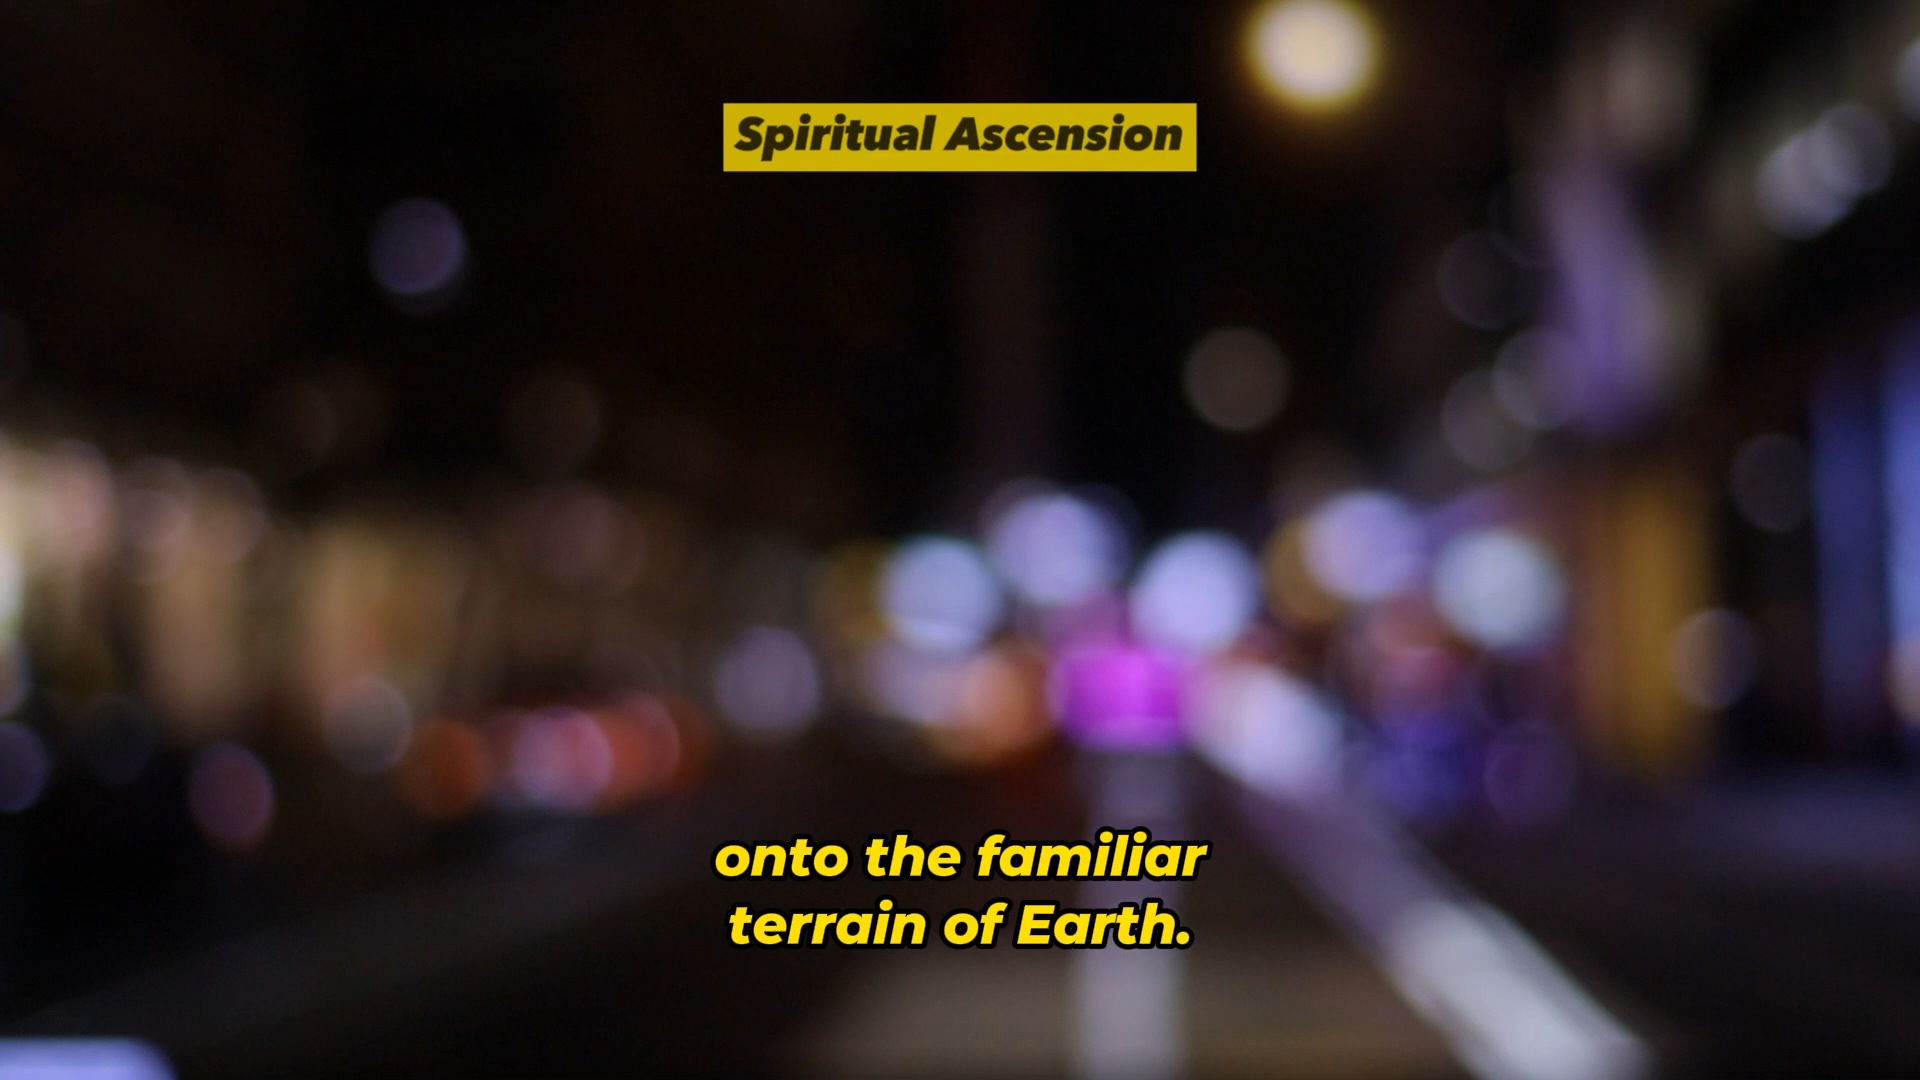 Spiritual Ascension
onto the familiar
terrain of Earth.